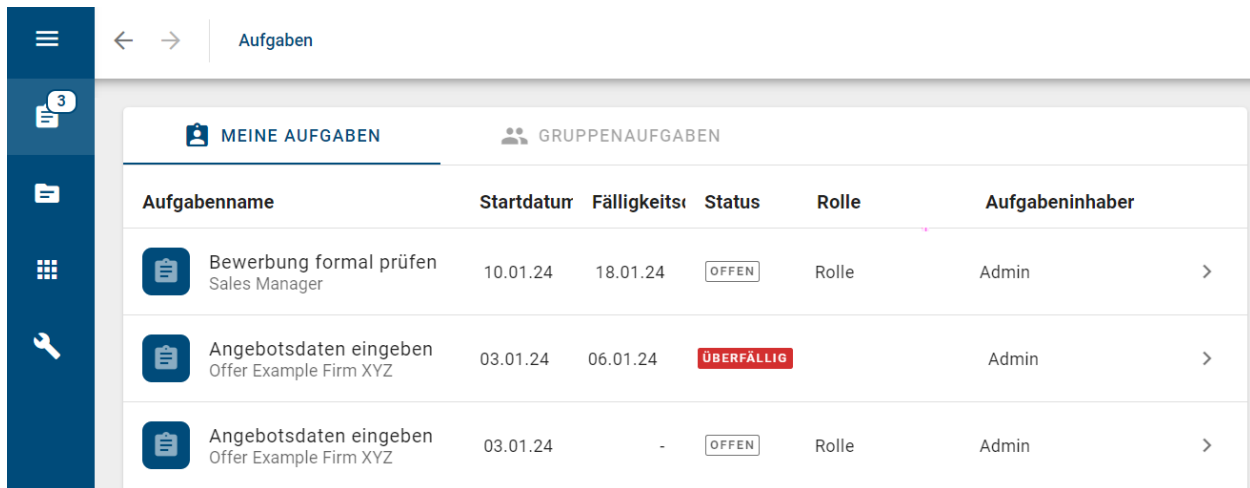 Aufgaben
3
MEINE AUFGABEN GRUPPENAUFGABEN
Aufgabenname Startdatum Fälligkeits Status Rolle Aufgabeninhaber
Bewerbung formal prüfen 10.01.24 18.01.24 OFFEN Rolle Admin
Sales Manager
Angebotsdaten eingeben 03.01.24 06.01.24 ÜBERFÄLLIG Admin
Offer Example Firm XYZ
Angebotsdaten eingeben 03.01.24 - OFFEN Rolle Admin
Offer Example Firm XYZ